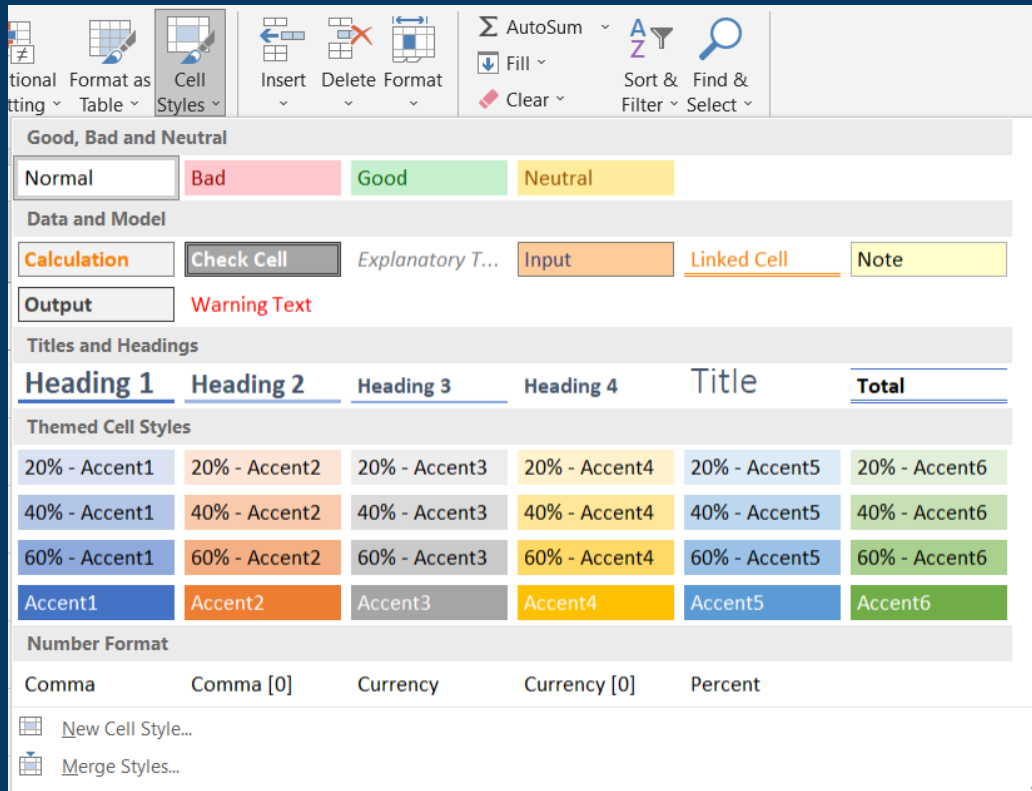 AutoSum
Fill
Clear
tional Format as Cell Insert Delete Format Sort & Find &
tting Table Styles Filter Select
Good, Bad and Neutral
Normal Bad Good Neutral
Data and Model
Calculation Check Cell Explanatory T... Input Linked Cell Note
Output Warning Text
Titles and Headings
Heading 1 Heading 2 Heading 3 Heading 4 Title Total
Themed Cell Styles
20% - Accent1 20% - Accent2 20% - Accent3 20% - Accent4 20% - Accent5 20% - Accent6
40% - Accent1 40% - Accent2 40% - Accent3 40% - Accent4 40% - Accent5 40% - Accent6
60% - Accent1 60% - Accent2 60% - Accent3 60% - Accent4 60% - Accent5 60% - Accent6
Accent1 Accent2 Accent3 Accent4 Accent5 Accent6
Number Format
Comma Comma [0] Currency Currency [0] Percent
New Cell Style...
Merge Styles...